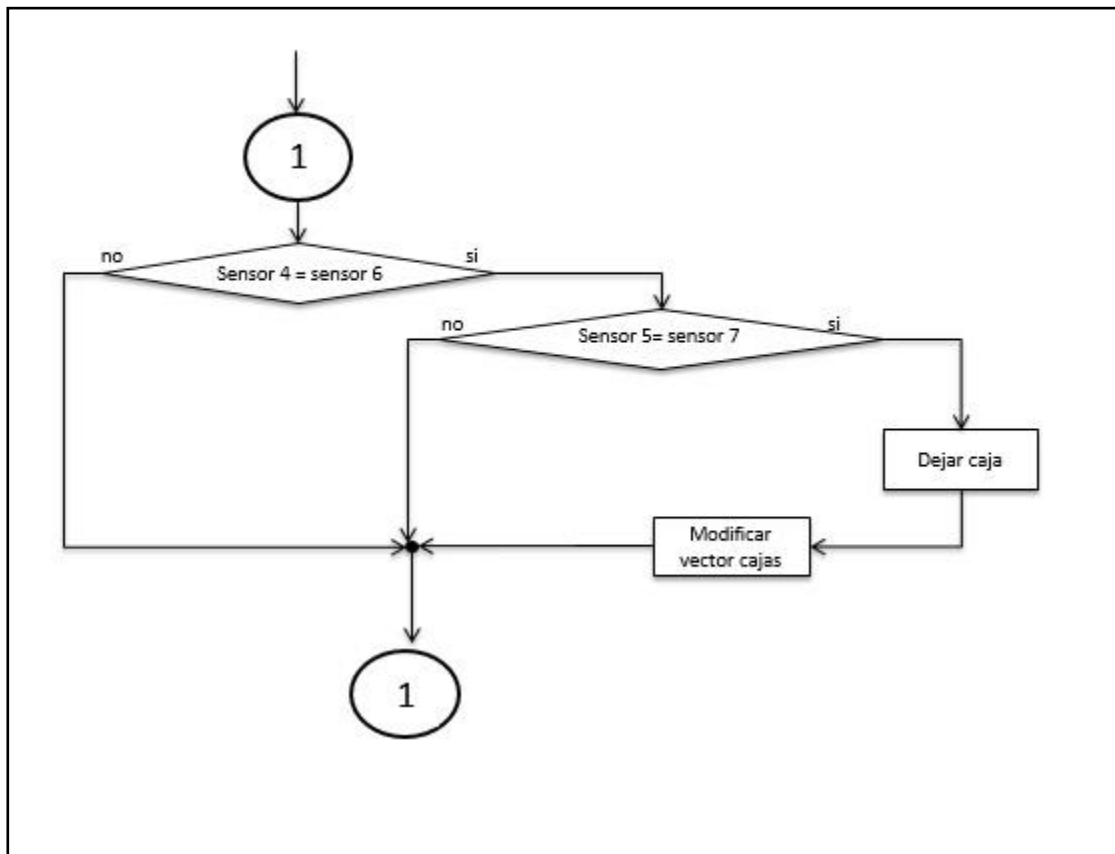 1
no
si
Sensor 4 = sensor 6
no
si
Sensor 5= sensor 7
Dejar caja
Modificar
vector cajas
1